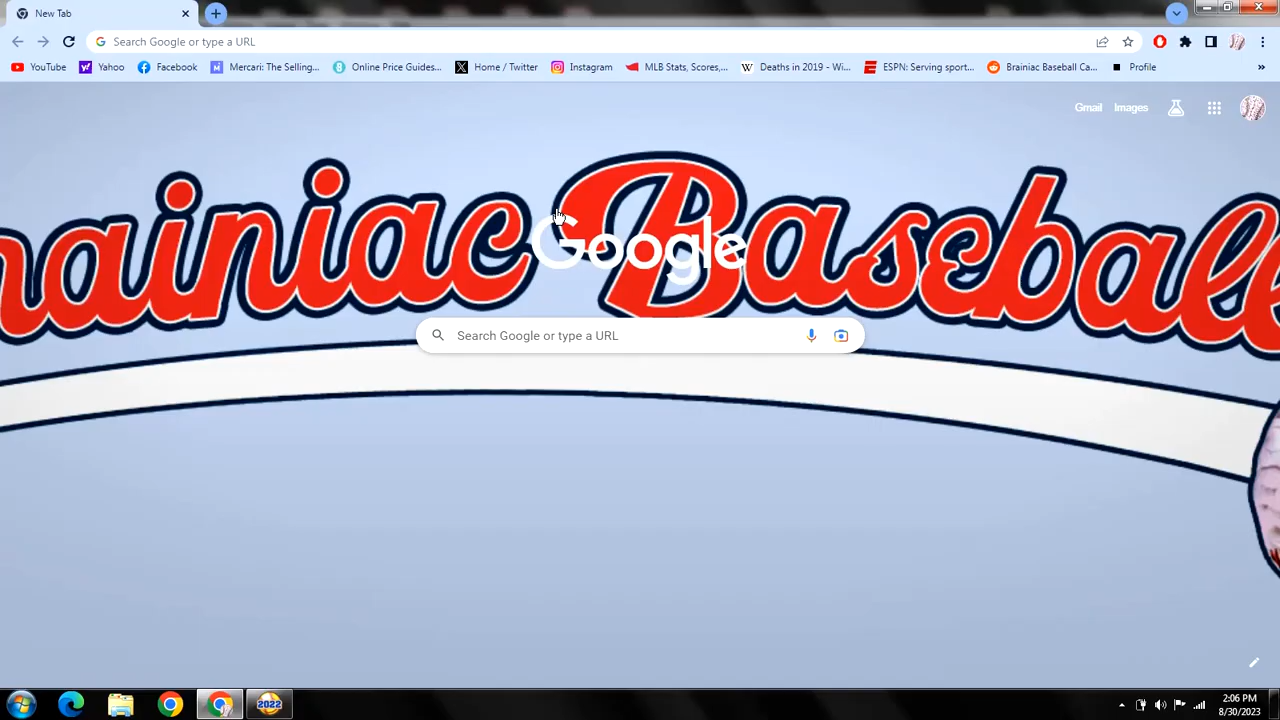 New Tab
Search Google or type a URL
YouTube Yahoo Facebook Mercari: The Selling... Online Price Guides... Home / Twitter Instagram MLB Stats, Scores,... Deaths in 2019 - Wi... ESPN: Serving sport... Brainiac Baseball Ca... Profile »
Gmail Images
rainiac Baseball
Google
Search Google or type a URL
2022
2:06 PM
8/30/2023